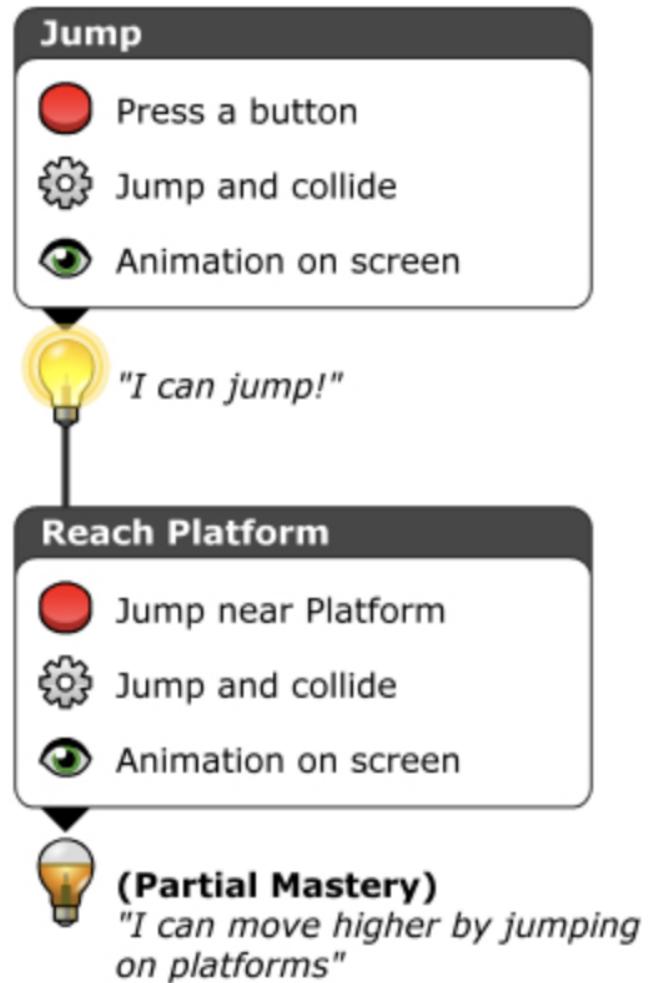 Jump
Press a button
Jump and collide
Animation on screen
"I can jump!"
Reach Platform
Jump near Platform
Jump and collide
Animation on screen
(Partial Mastery)
"I can move higher by jumping
on platforms"